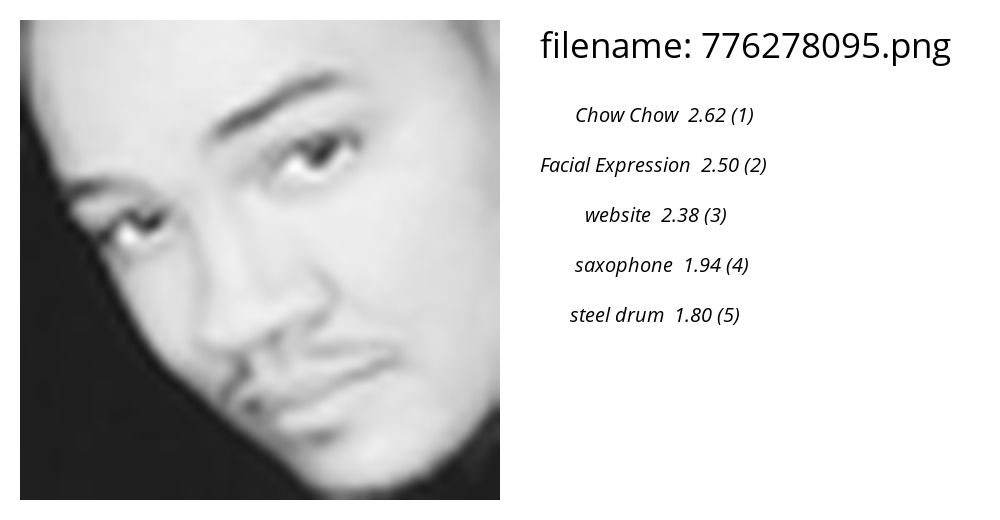 filename: 776278095.png
Chow Chow 2.62 (1)
Facial Expression 2.50 (2)
website 2.38 (3)
saxophone 1.94 (4)
steel drum 1.80 (5)